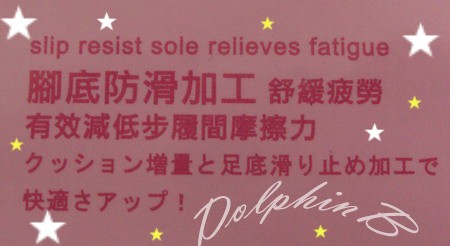 slip resist sole relieves fatigue
腳底防滑加工 舒緩疲勞
有效減低步履間摩擦力
クッション増量と足底滑り止め加工で
快適さアップ！
Dolphin B